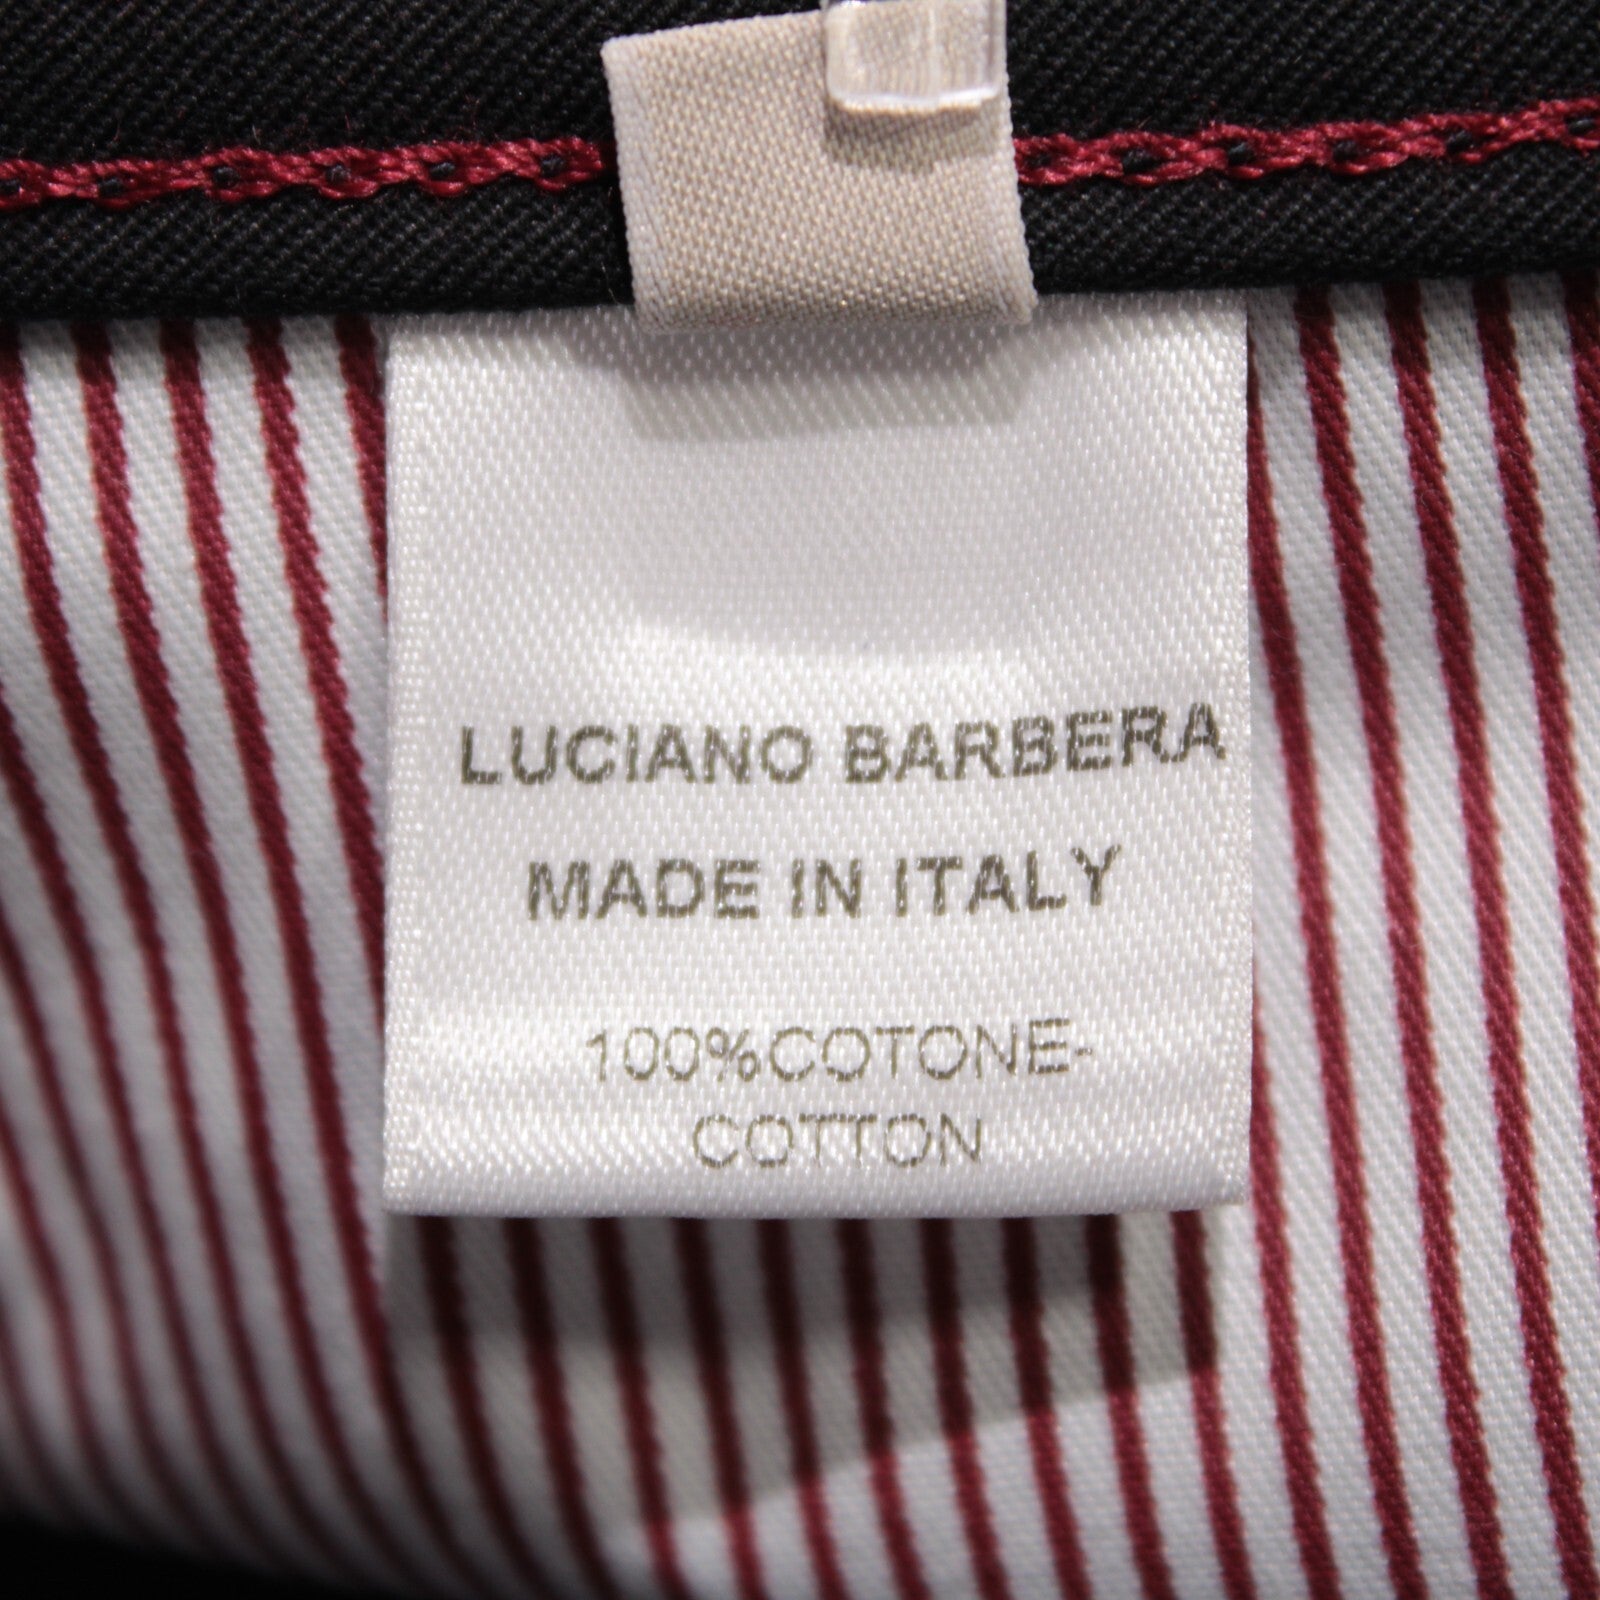 LUCIANO BARBERA
MADE IN ITALY
100%COTONE-
COTTON